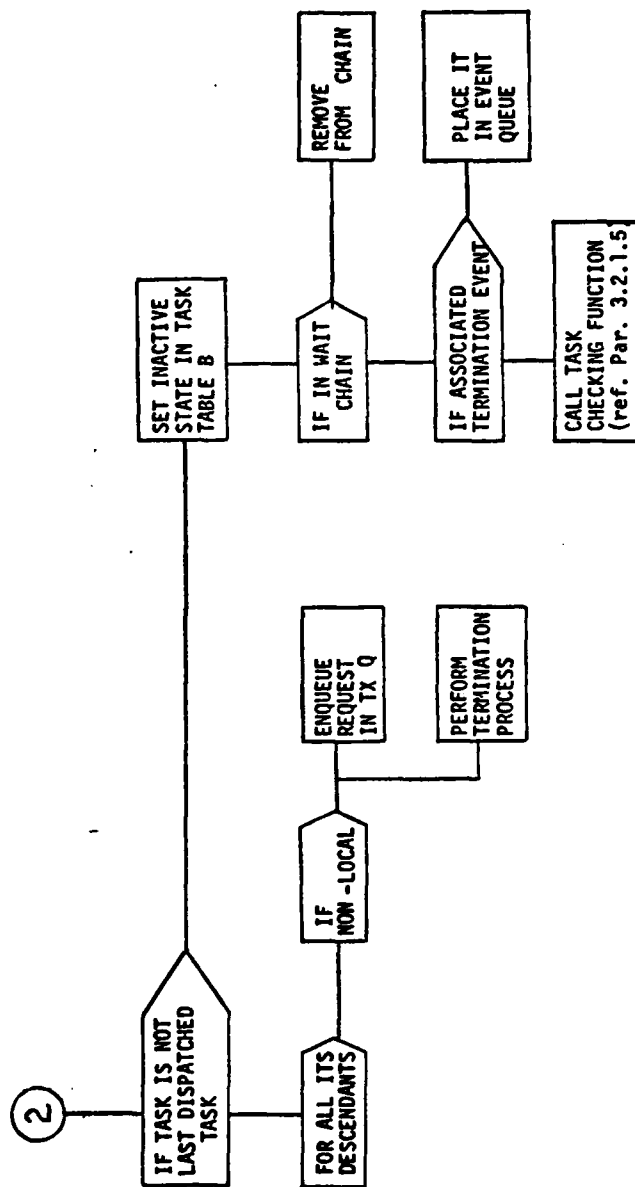 2
IF TASK IS NOT
LAST DISPATCHED
TASK
SET INACTIVE
STATE IN TASK
TABLE B
IF IN WAIT
CHAIN
REMOVE
FROM CHAIN
IF ASSOCIATED
TERMINATION EVENT
PLACE IT
IN EVENT
QUEUE
CALL TASK
CHECKING FUNCTION
(ref. Par. 3.2.1.5)
FOR ALL ITS
DESCENDANTS
IF
NON-LOCAL
ENQUEUE
REQUEST
IN TX Q
PERFORM
TERMINATION
PROCESS